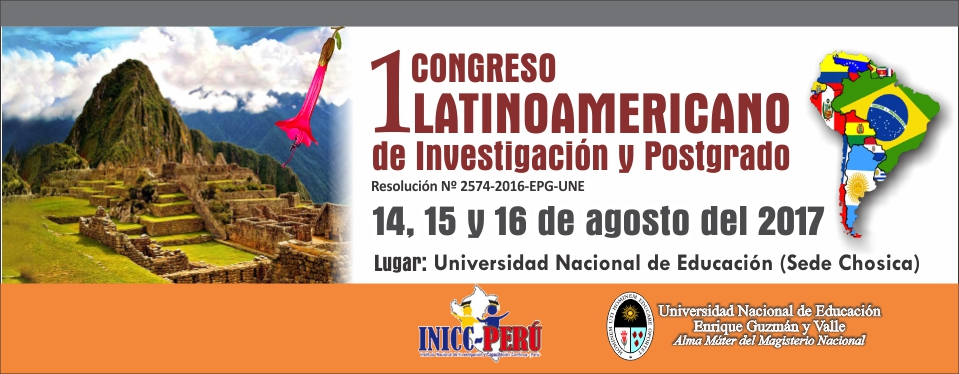 1 CONGRESO
LATINOAMERICANO
de Investigación y Postgrado
Resolución Nº 2574-2016-EPG-UNE
14, 15 y 16 de agosto del 2017
Lugar: Universidad Nacional de Educación (Sede Chosica)
INICC-PERÚ
Universidad Nacional de Educación
Enrique Guzmán y Valle
Alma Máter del Magisterio Nacional